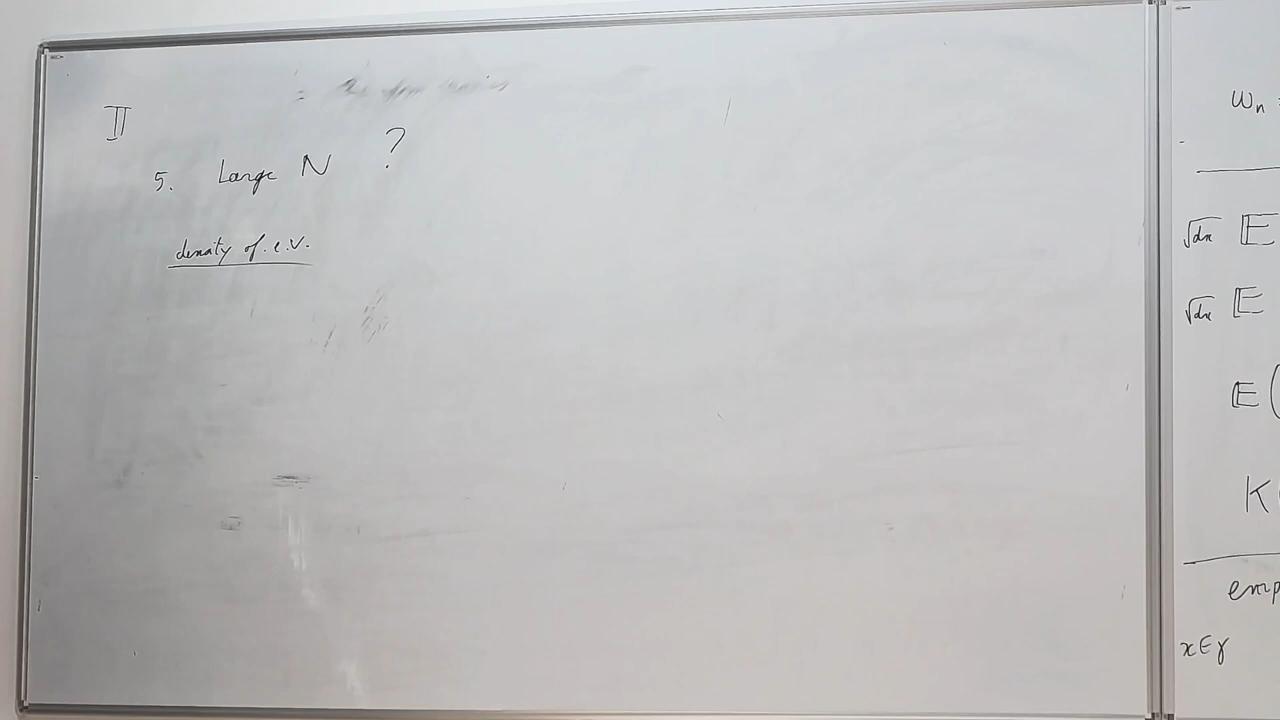 II
5. Large N ?
density of e.V.
ωn =
√dx E
√dx E
E (
K(
emp
x∈γ